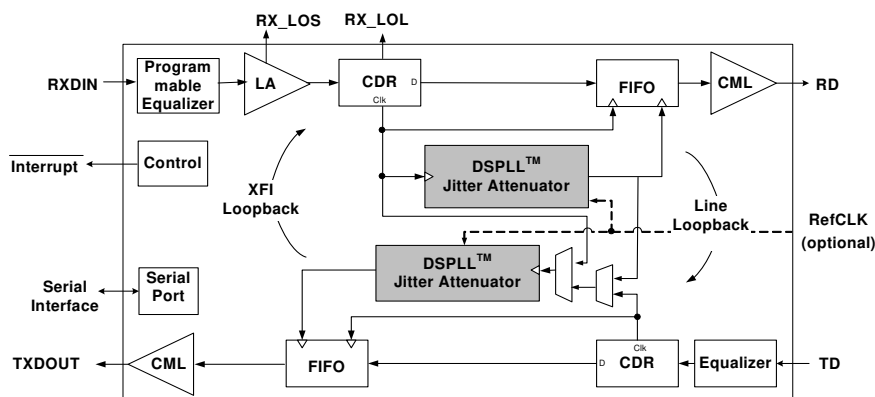 RX_LOS
RX_LOL
RXDIN
Program
mable
Equalizer
LA
CDR
D
Clk
FIFO
CML
RD
Interrupt
Control
XFI
Loopback
DSPLL™
Jitter Attenuator
Line
Loopback
RefCLK
(optional)
DSPLL™
Jitter Attenuator
Serial
Interface
Serial
Port
TXDOUT
CML
FIFO
D
Clk
CDR
Equalizer
TD